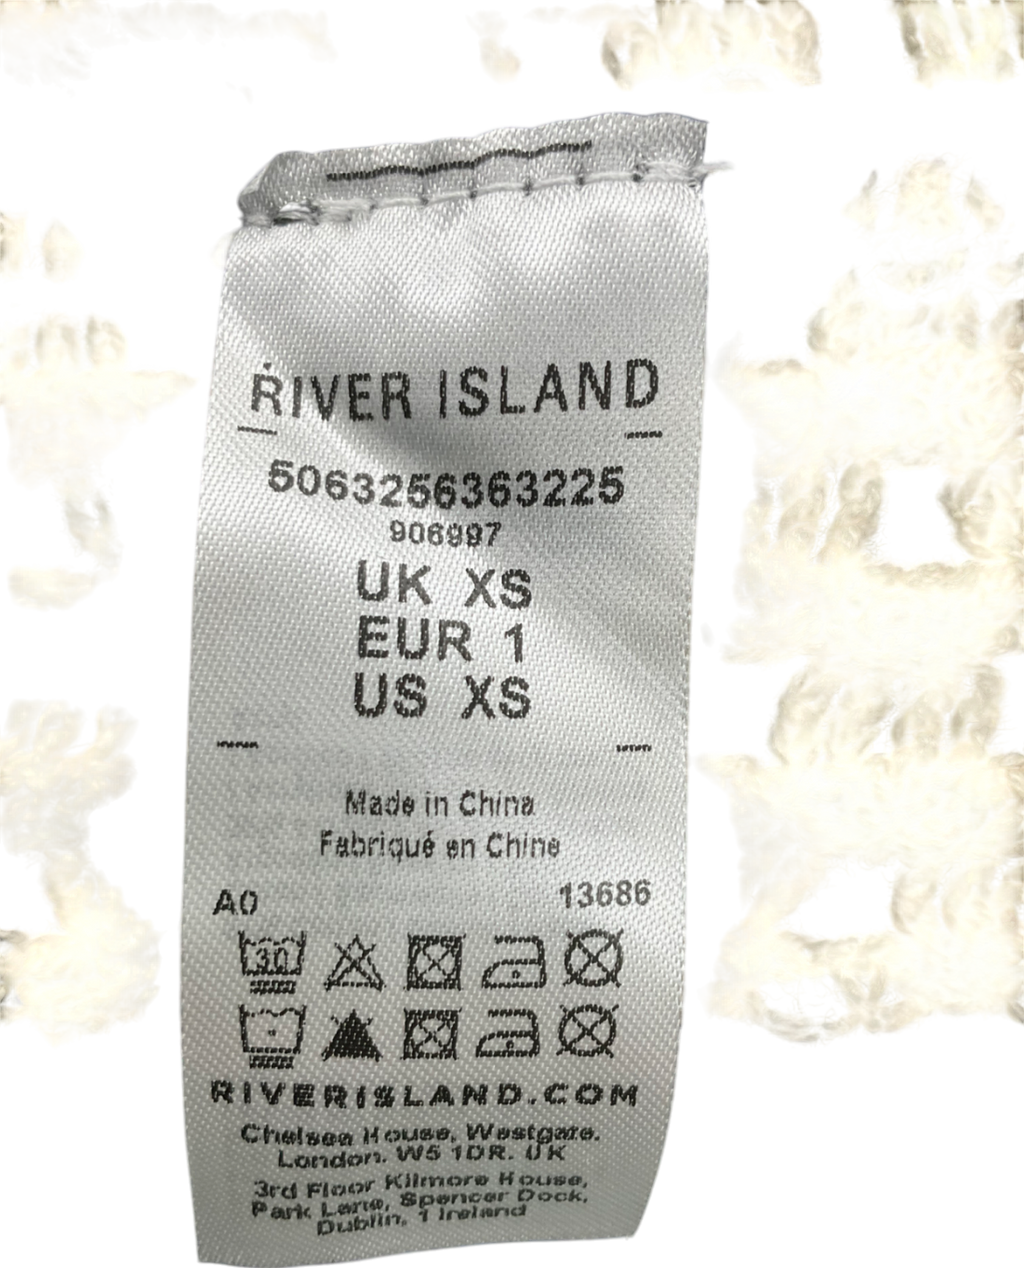 RIVER ISLAND
5063256363225
906997
UK XS
EUR 1
US XS
Made in China
Fabriqué en Chine
A0 13686
30
RIVERISLAND.COM
Chelsea House, Westgate,
London. W5 1DR. UK
3rd Floor Kilmore House,
Park Lane, Spencer Dock,
Dublin, 1 Ireland